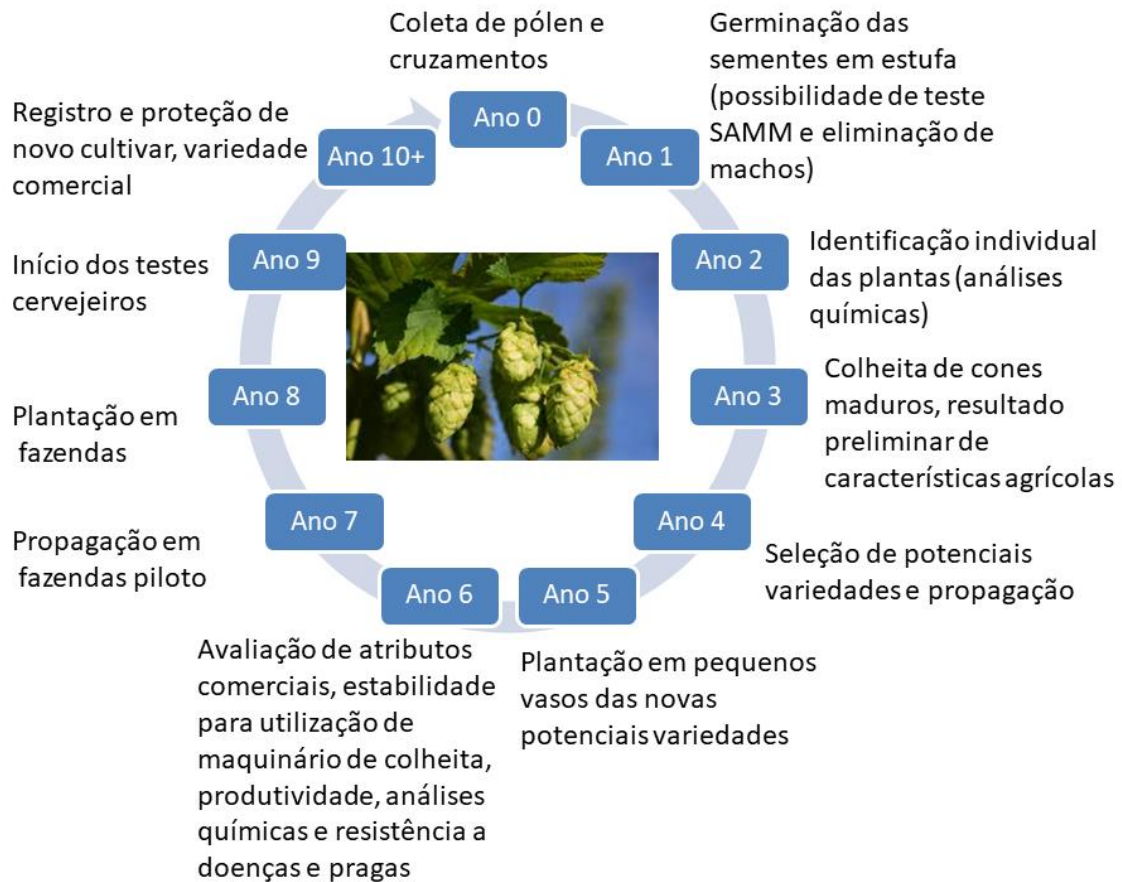 Coleta de pólen e
cruzamentos
Ano 0
Germinação das
sementes em estufa
(possibilidade de teste
SAMM e eliminação de
machos)
Ano 1
Identificação individual
das plantas (análises
químicas)
Ano 2
Colheita de cones
maduros, resultado
preliminar de
características agrícolas
Ano 3
Seleção de potenciais
variedades e propagação
Ano 4
Plantação em pequenos
vasos das novas
potenciais variedades
Ano 5
Avaliação de atributos
comerciais, estabilidade
para utilização de
maquinário de colheita,
produtividade, análises
químicas e resistência a
doenças e pragas
Ano 6
Propagação em
fazendas piloto
Ano 7
Plantação em
fazendas
Ano 8
Início dos testes
cervejeiros
Ano 9
Registro e proteção de
novo cultivar, variedade
comercial
Ano 10+